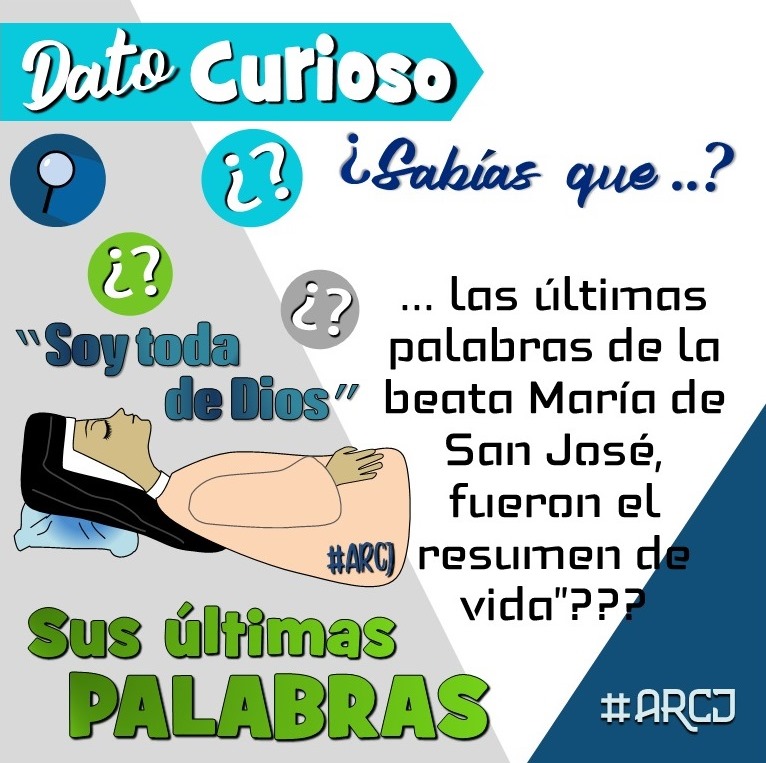 Dato Curioso
¿?
¿Sabías que ..?
¿?
¿?
"Soy toda
de Dios"
... las últimas
palabras de la
beata María de
San José,
fueron el
resumen de
vida"???
#ARCJ
Sus últimas
PALABRAS
#ARCJ